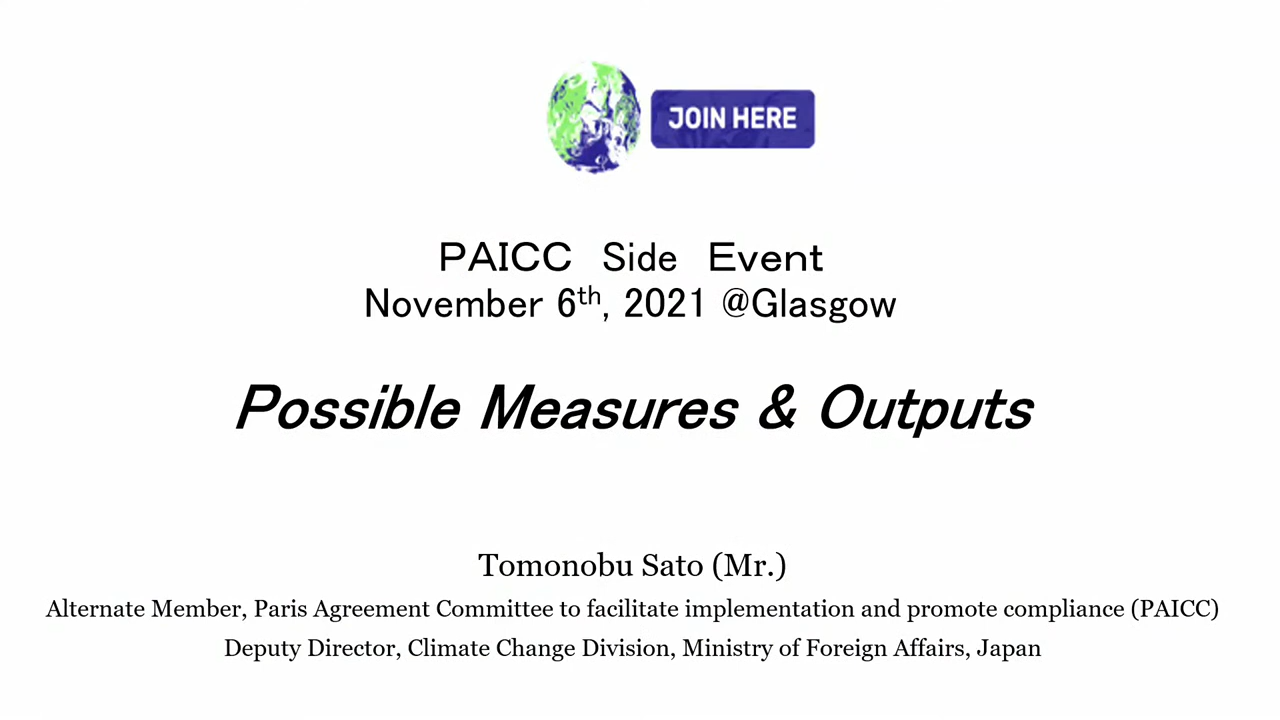 JOIN HERE
PAICC Side Event
November 6th, 2021 @Glasgow
Possible Measures & Outputs
Tomonobu Sato (Mr.)
Alternate Member, Paris Agreement Committee to facilitate implementation and promote compliance (PAICC)
Deputy Director, Climate Change Division, Ministry of Foreign Affairs, Japan